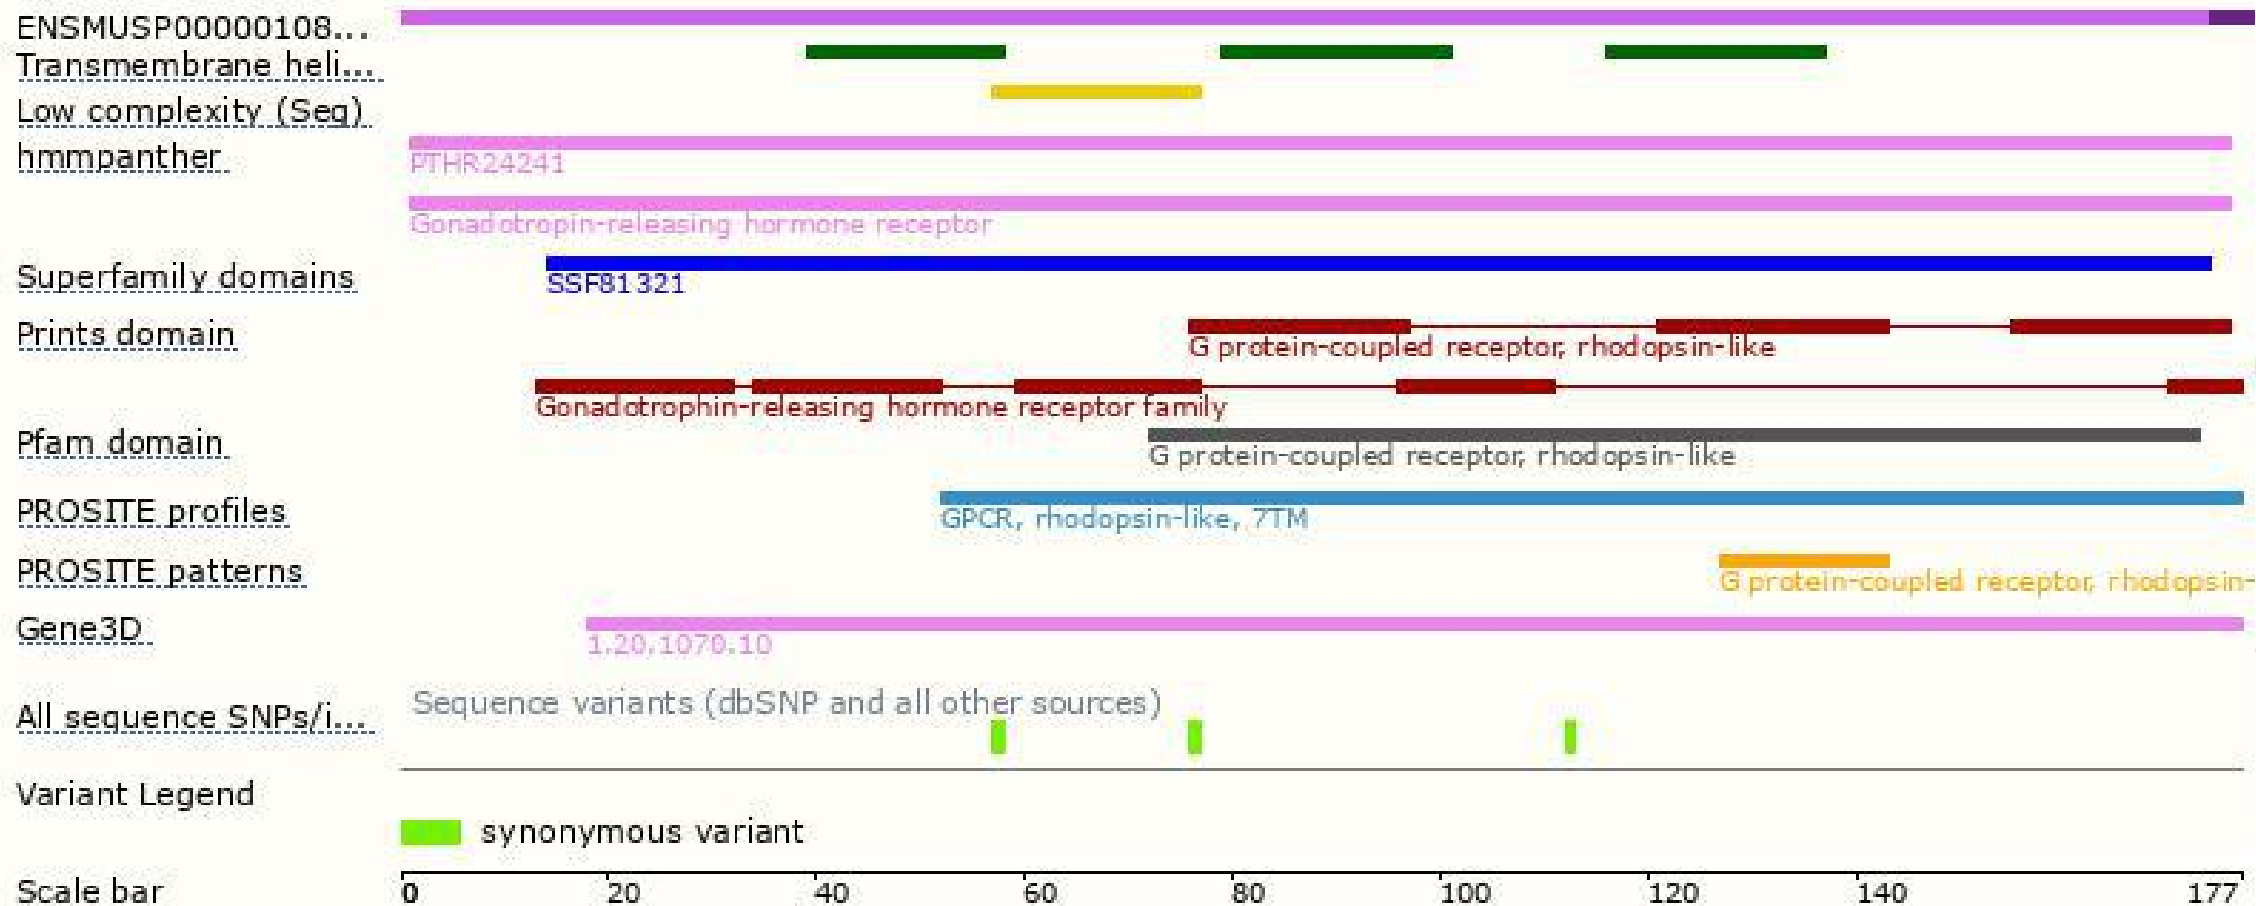 ENSMUSP00000108...
Transmembrane heli...
Low complexity (Seg)
hmmpanther
PTHR24241
Gonadotropin-releasing hormone receptor
Superfamily domains
SSF81321
Prints domain
G protein-coupled receptor, rhodopsin-like
Gonadotrophin-releasing hormone receptor family
Pfam domain
G protein-coupled receptor, rhodopsin-like
PROSITE profiles
GPCR, rhodopsin-like, 7TM
PROSITE patterns
G protein-coupled receptor, rhodopsin-
Gene3D
1.20.1070.10
Sequence variants (dbSNP and all other sources)
All sequence SNPs/i...
Variant Legend
synonymous variant
Scale bar 0 20 40 60 80 100 120 140 177